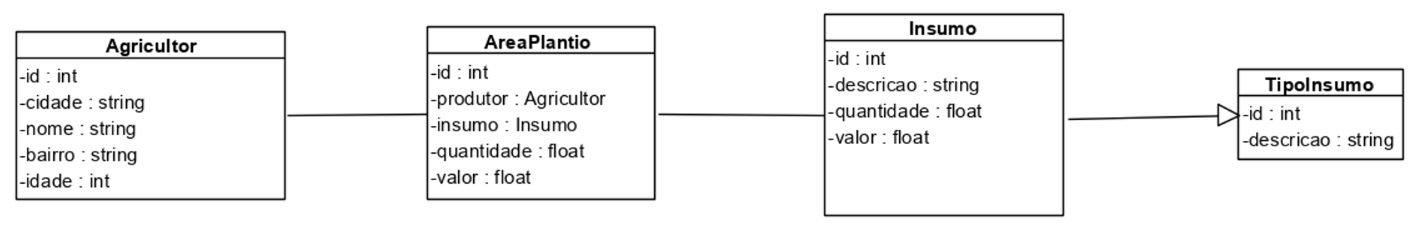 Agricultor
-id : int
-cidade : string
-nome : string
-bairro : string
-idade : int
AreaPlantio
-id : int
-produtor : Agricultor
-insumo : Insumo
-quantidade : float
-valor : float
Insumo
-id : int
-descricao : string
-quantidade : float
-valor : float
TipoInsumo
-id : int
-descricao : string